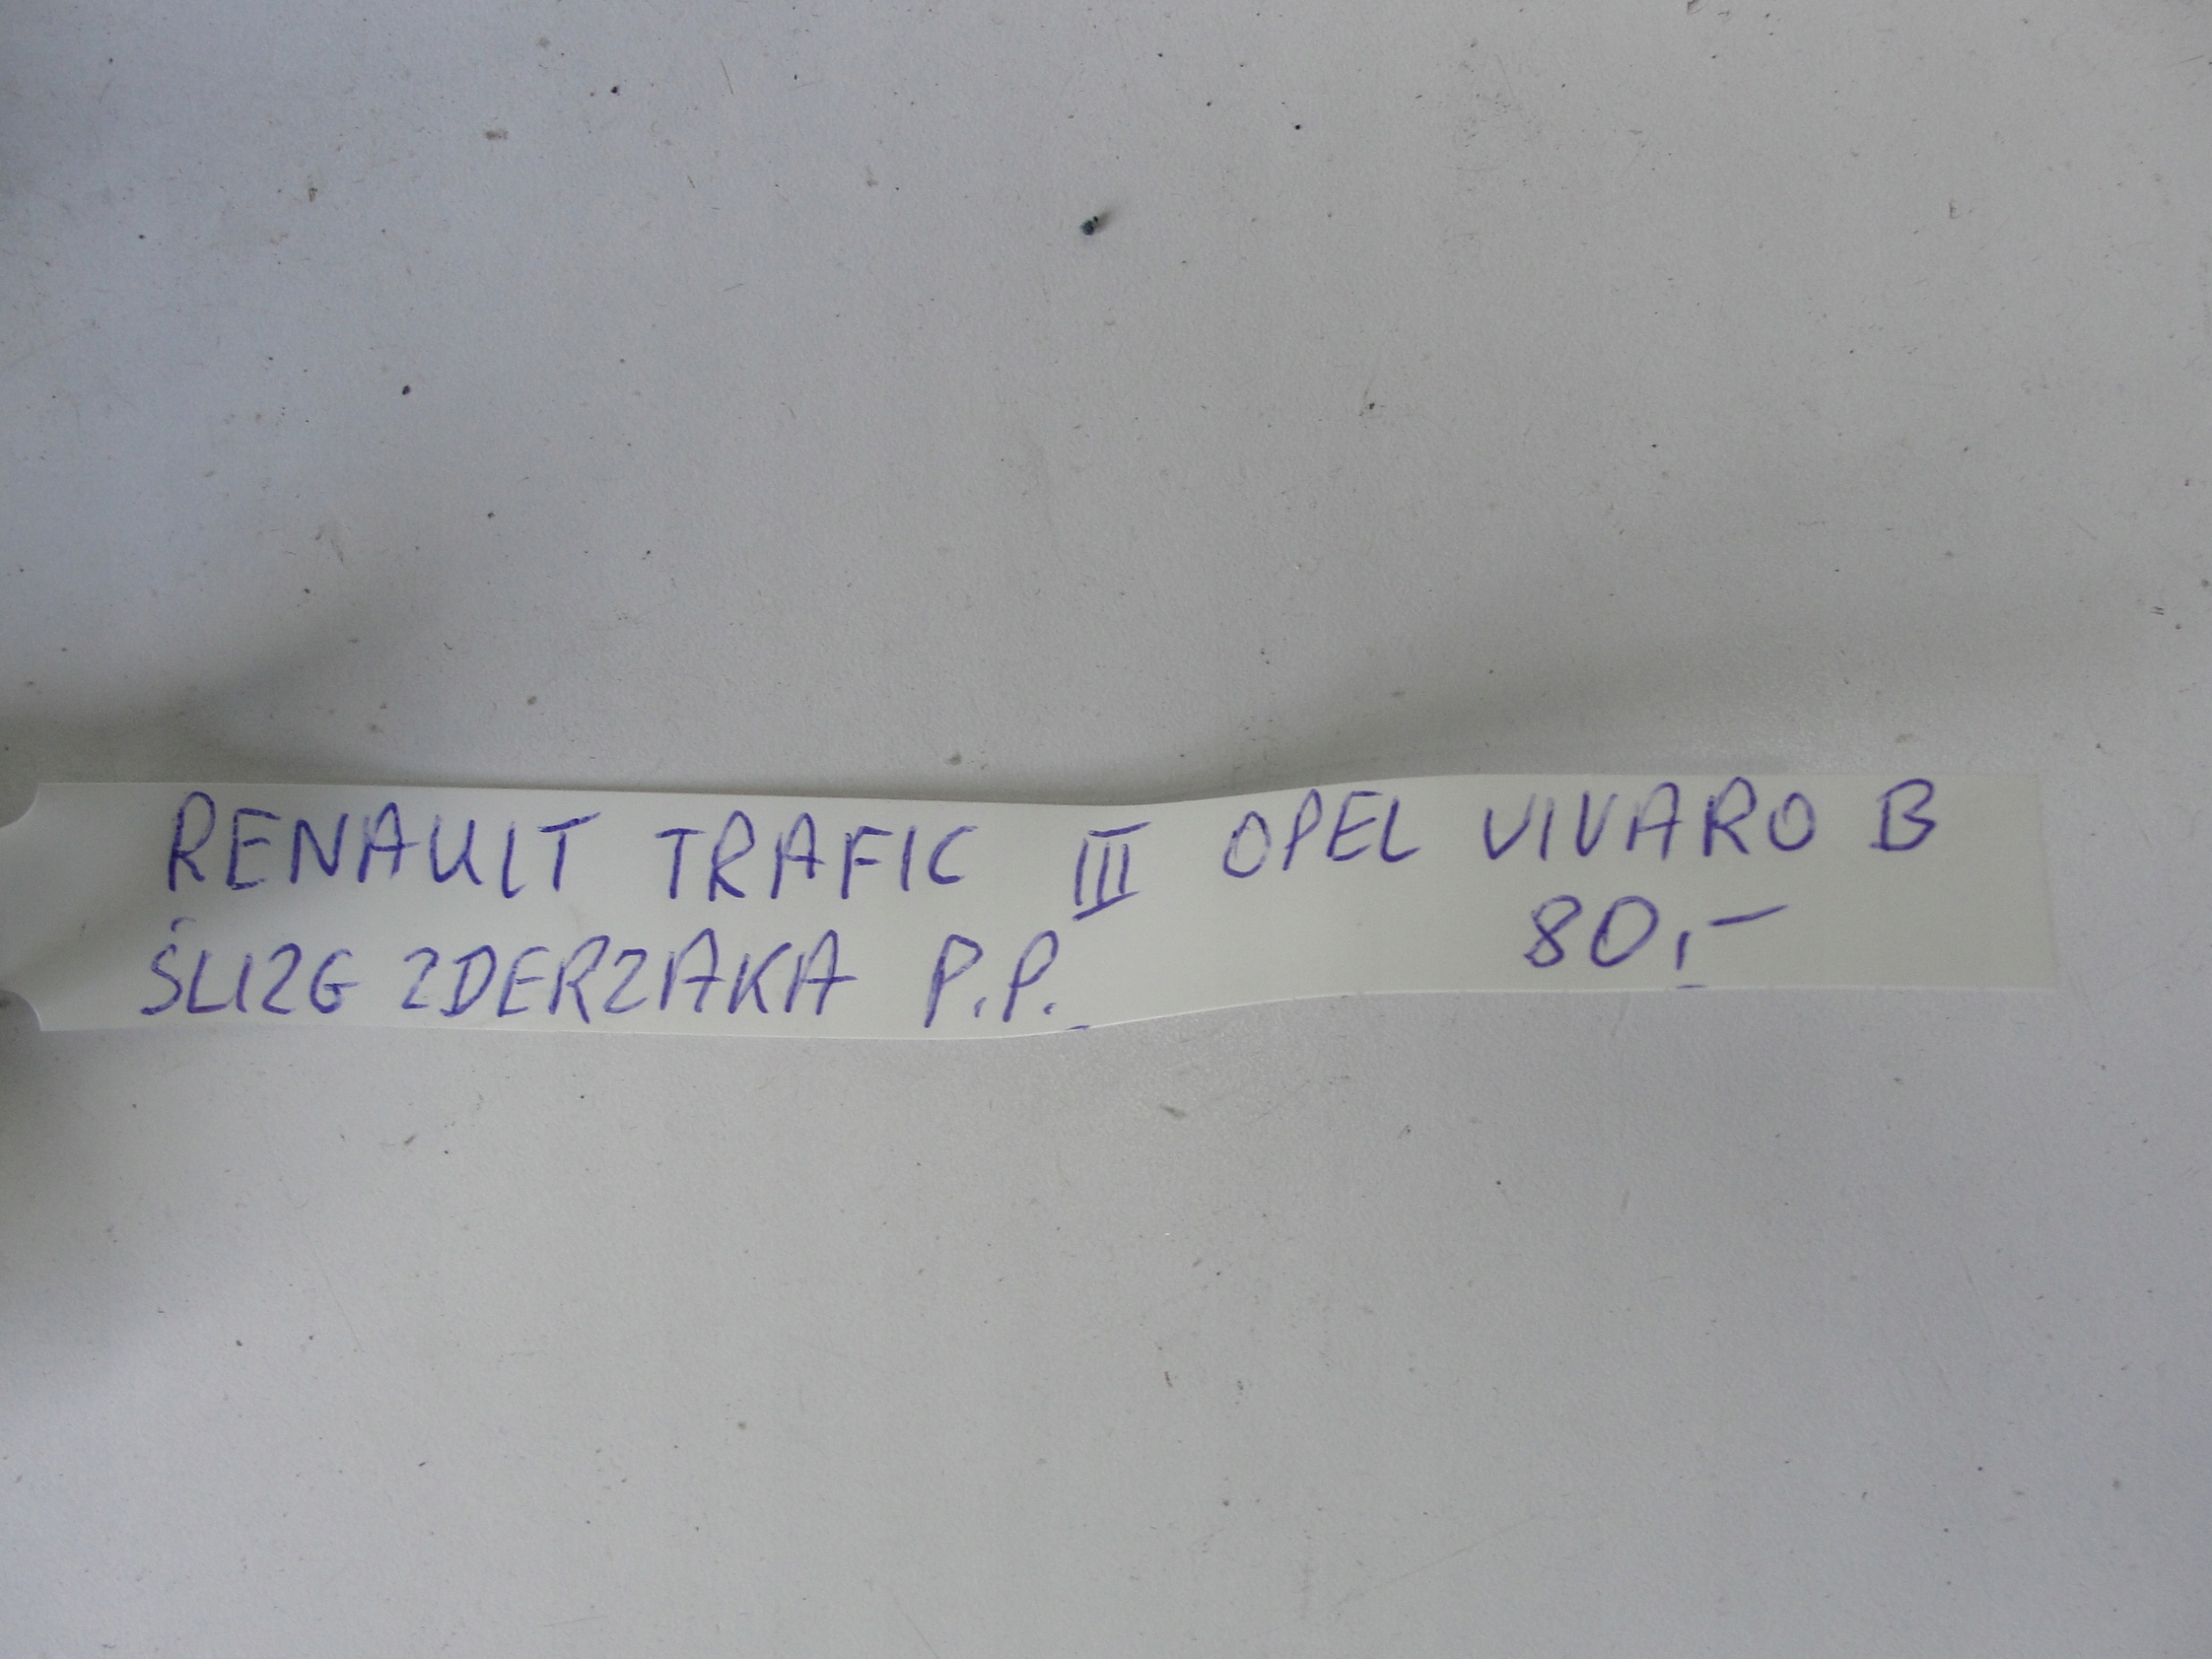 RENAULT TRAFIC III OPEL VIVARO B
ŚLIZG ZDERZAKA P.P. 80,-